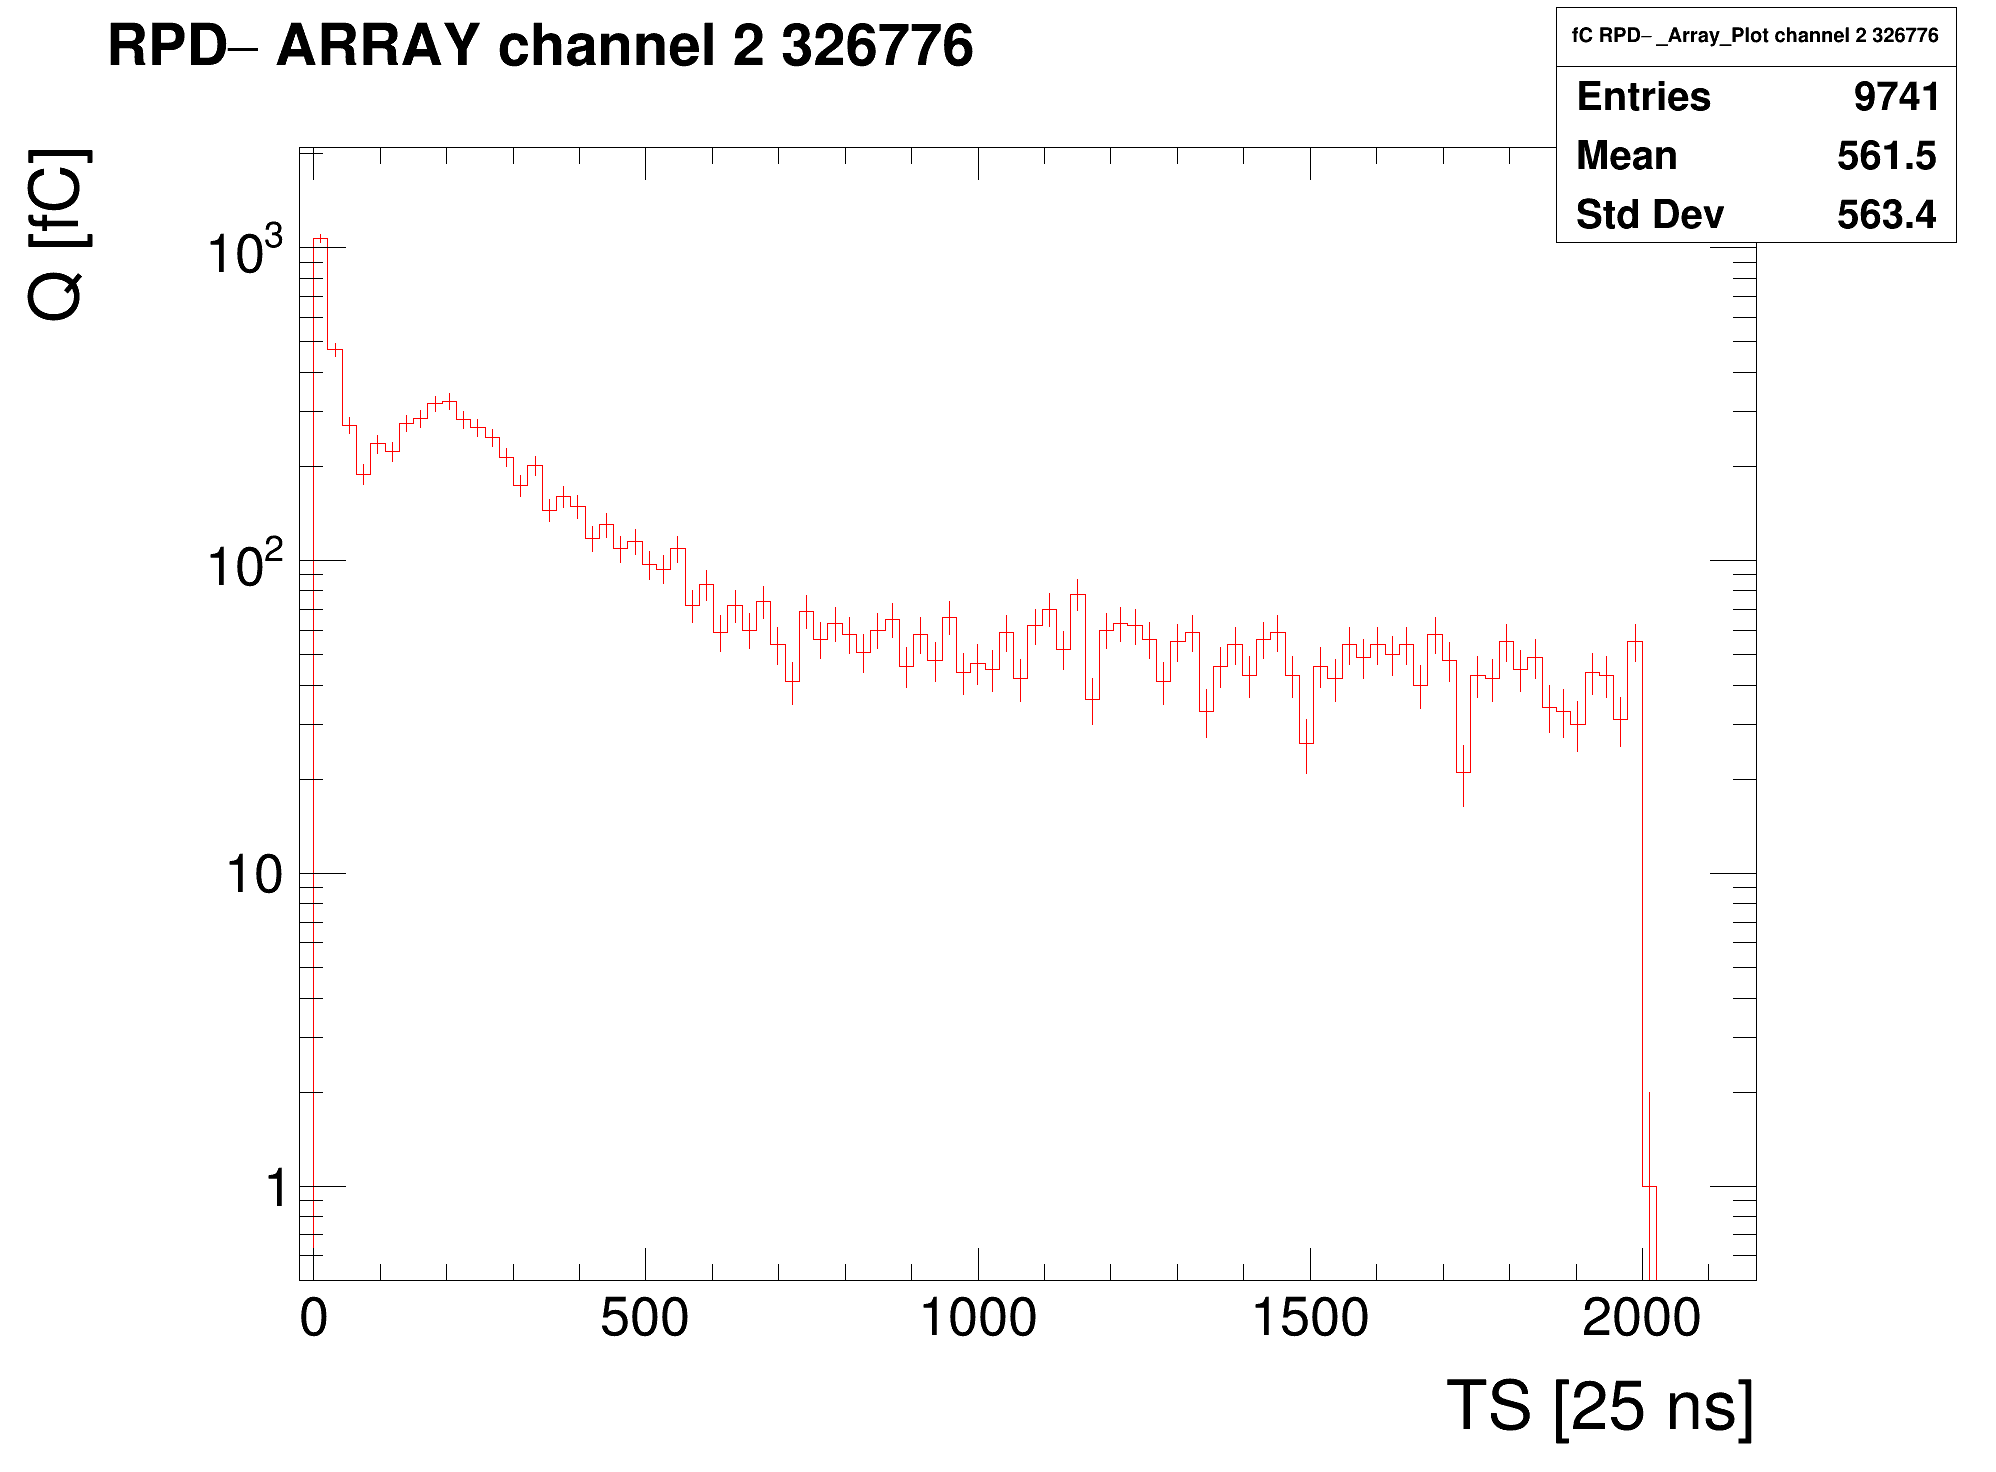 RPD− ARRAY channel 2 326776
fC RPD− _Array_Plot channel 2 326776
Entries 9741
Mean 561.5
Std Dev 563.4
Q [fC]
10³
10²
10
1
0 500 1000 1500 2000
TS [25 ns]